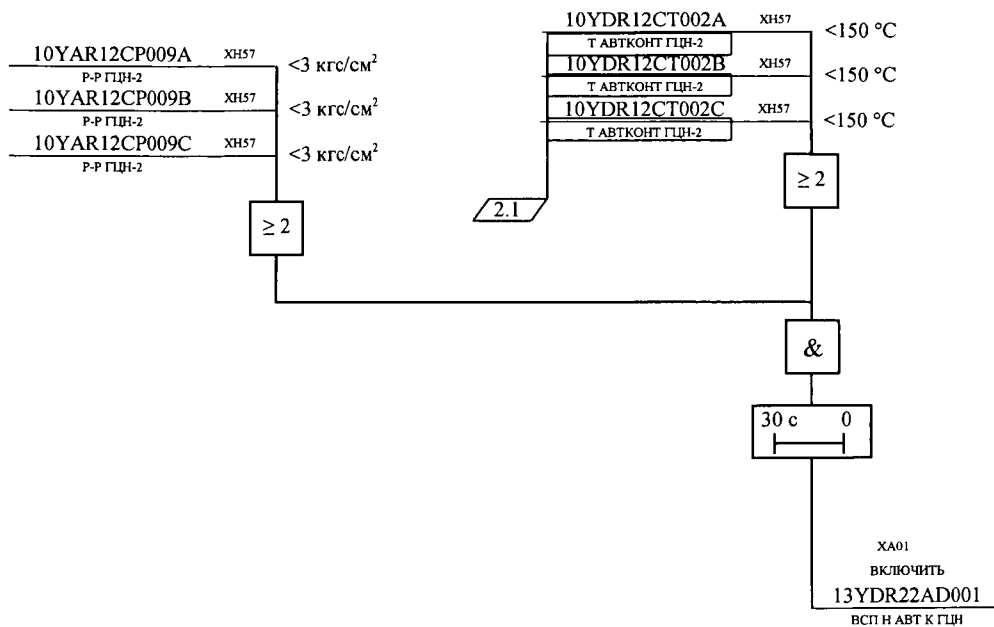 10YAR12CP009A XH57 <3 кгс/см²
Р-Р ГЦН-2
10YAR12CP009B XH57 <3 кгс/см²
Р-Р ГЦН-2
10YAR12CP009C XH57 <3 кгс/см²
Р-Р ГЦН-2
≥ 2
10YDR12CT002A XH57 <150 °C
Т АВТКОНТ ГЦН-2
10YDR12CT002B XH57 <150 °C
Т АВТКОНТ ГЦН-2
10YDR12CT002C XH57 <150 °C
Т АВТКОНТ ГЦН-2
≥ 2
2.1
&
30 с 0
XA01
ВКЛЮЧИТЬ
13YDR22AD001
ВСП Н АВТ К ГЦН